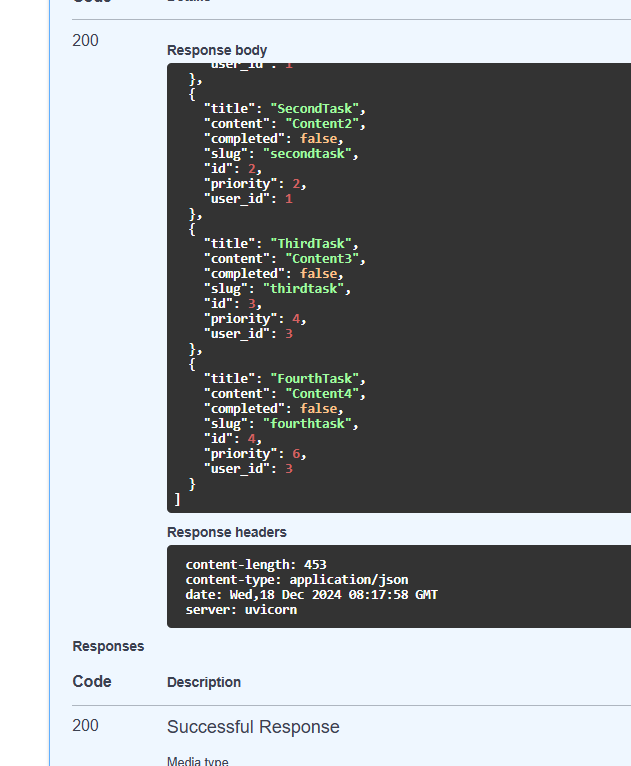 Code Details
200
Response body
"user_id": 1
},
{
"title": "SecondTask",
"content": "Content2",
"completed": false,
"slug": "secondtask",
"id": 2,
"priority": 2,
"user_id": 1
},
{
"title": "ThirdTask",
"content": "Content3",
"completed": false,
"slug": "thirdtask",
"id": 3,
"priority": 4,
"user_id": 3
},
{
"title": "FourthTask",
"content": "Content4",
"completed": false,
"slug": "fourthtask",
"id": 4,
"priority": 6,
"user_id": 3
}
]
Response headers
content-length: 453
content-type: application/json
date: Wed,18 Dec 2024 08:17:58 GMT
server: uvicorn
Responses
Code Description
200 Successful Response
Media type